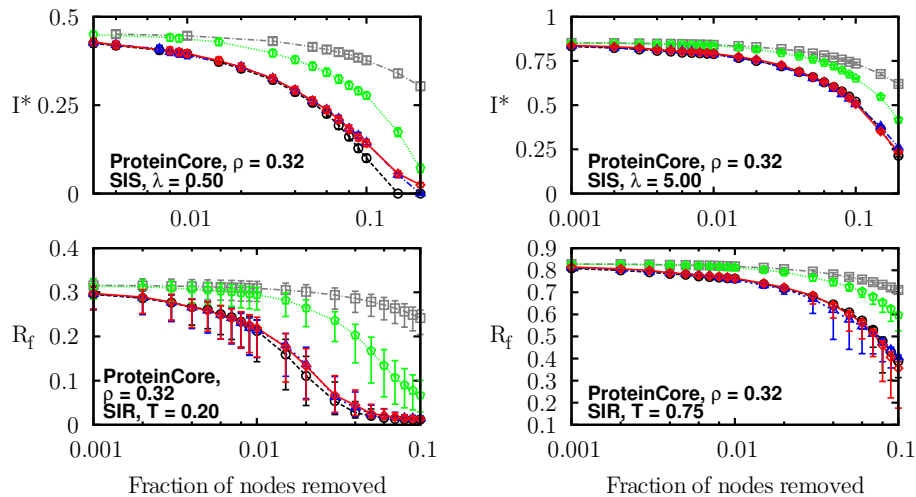 0.5
I*
0.25
0
0.01
0.1
ProteinCore, ρ = 0.32
SIS, λ = 0.50
1
0.75
I*
0.5
0.25
0
0.001
0.01
0.1
ProteinCore, ρ = 0.32
SIS, λ = 5.00
0.4
0.3
R_f
0.2
0.1
0
0.001
0.01
0.1
ProteinCore,
ρ = 0.32
SIR, T = 0.20
Fraction of nodes removed
0.9
0.8
0.7
0.6
R_f
0.5
0.4
0.3
0.2
0.1
0.001
0.01
0.1
ProteinCore, ρ = 0.32
SIR, T = 0.75
Fraction of nodes removed